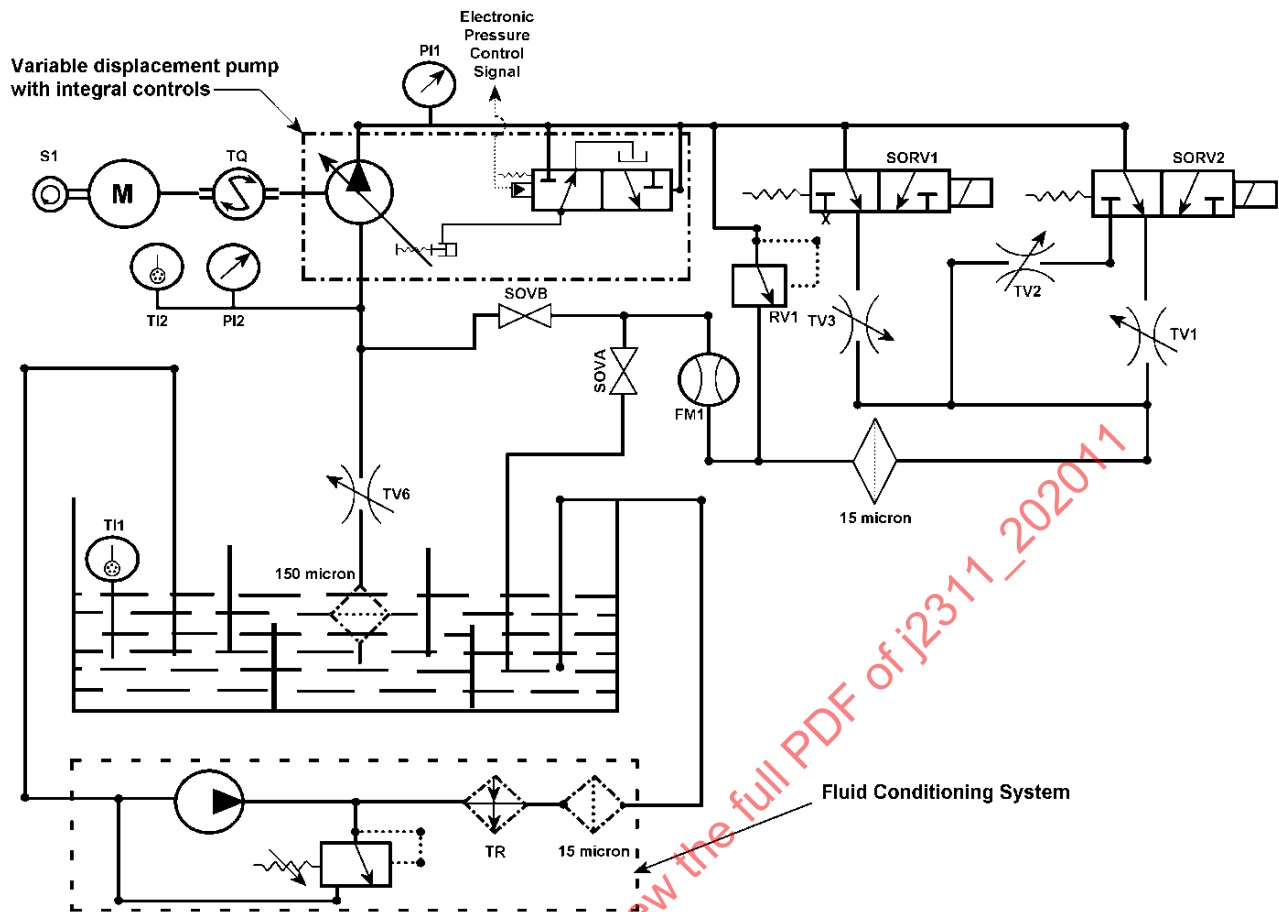 Electronic
Pressure
Control
Signal
PI1
Variable displacement pump
with integral controls
S1
TQ
M
SORV1
SORV2
X
TI2
PI2
SOVB
SOVA
RV1
TV2
TV3
TV1
FM1
TV6
15 micron
TI1
150 micron
Fluid Conditioning System
TR
15 micron
ew the full PDF of j2311_202011